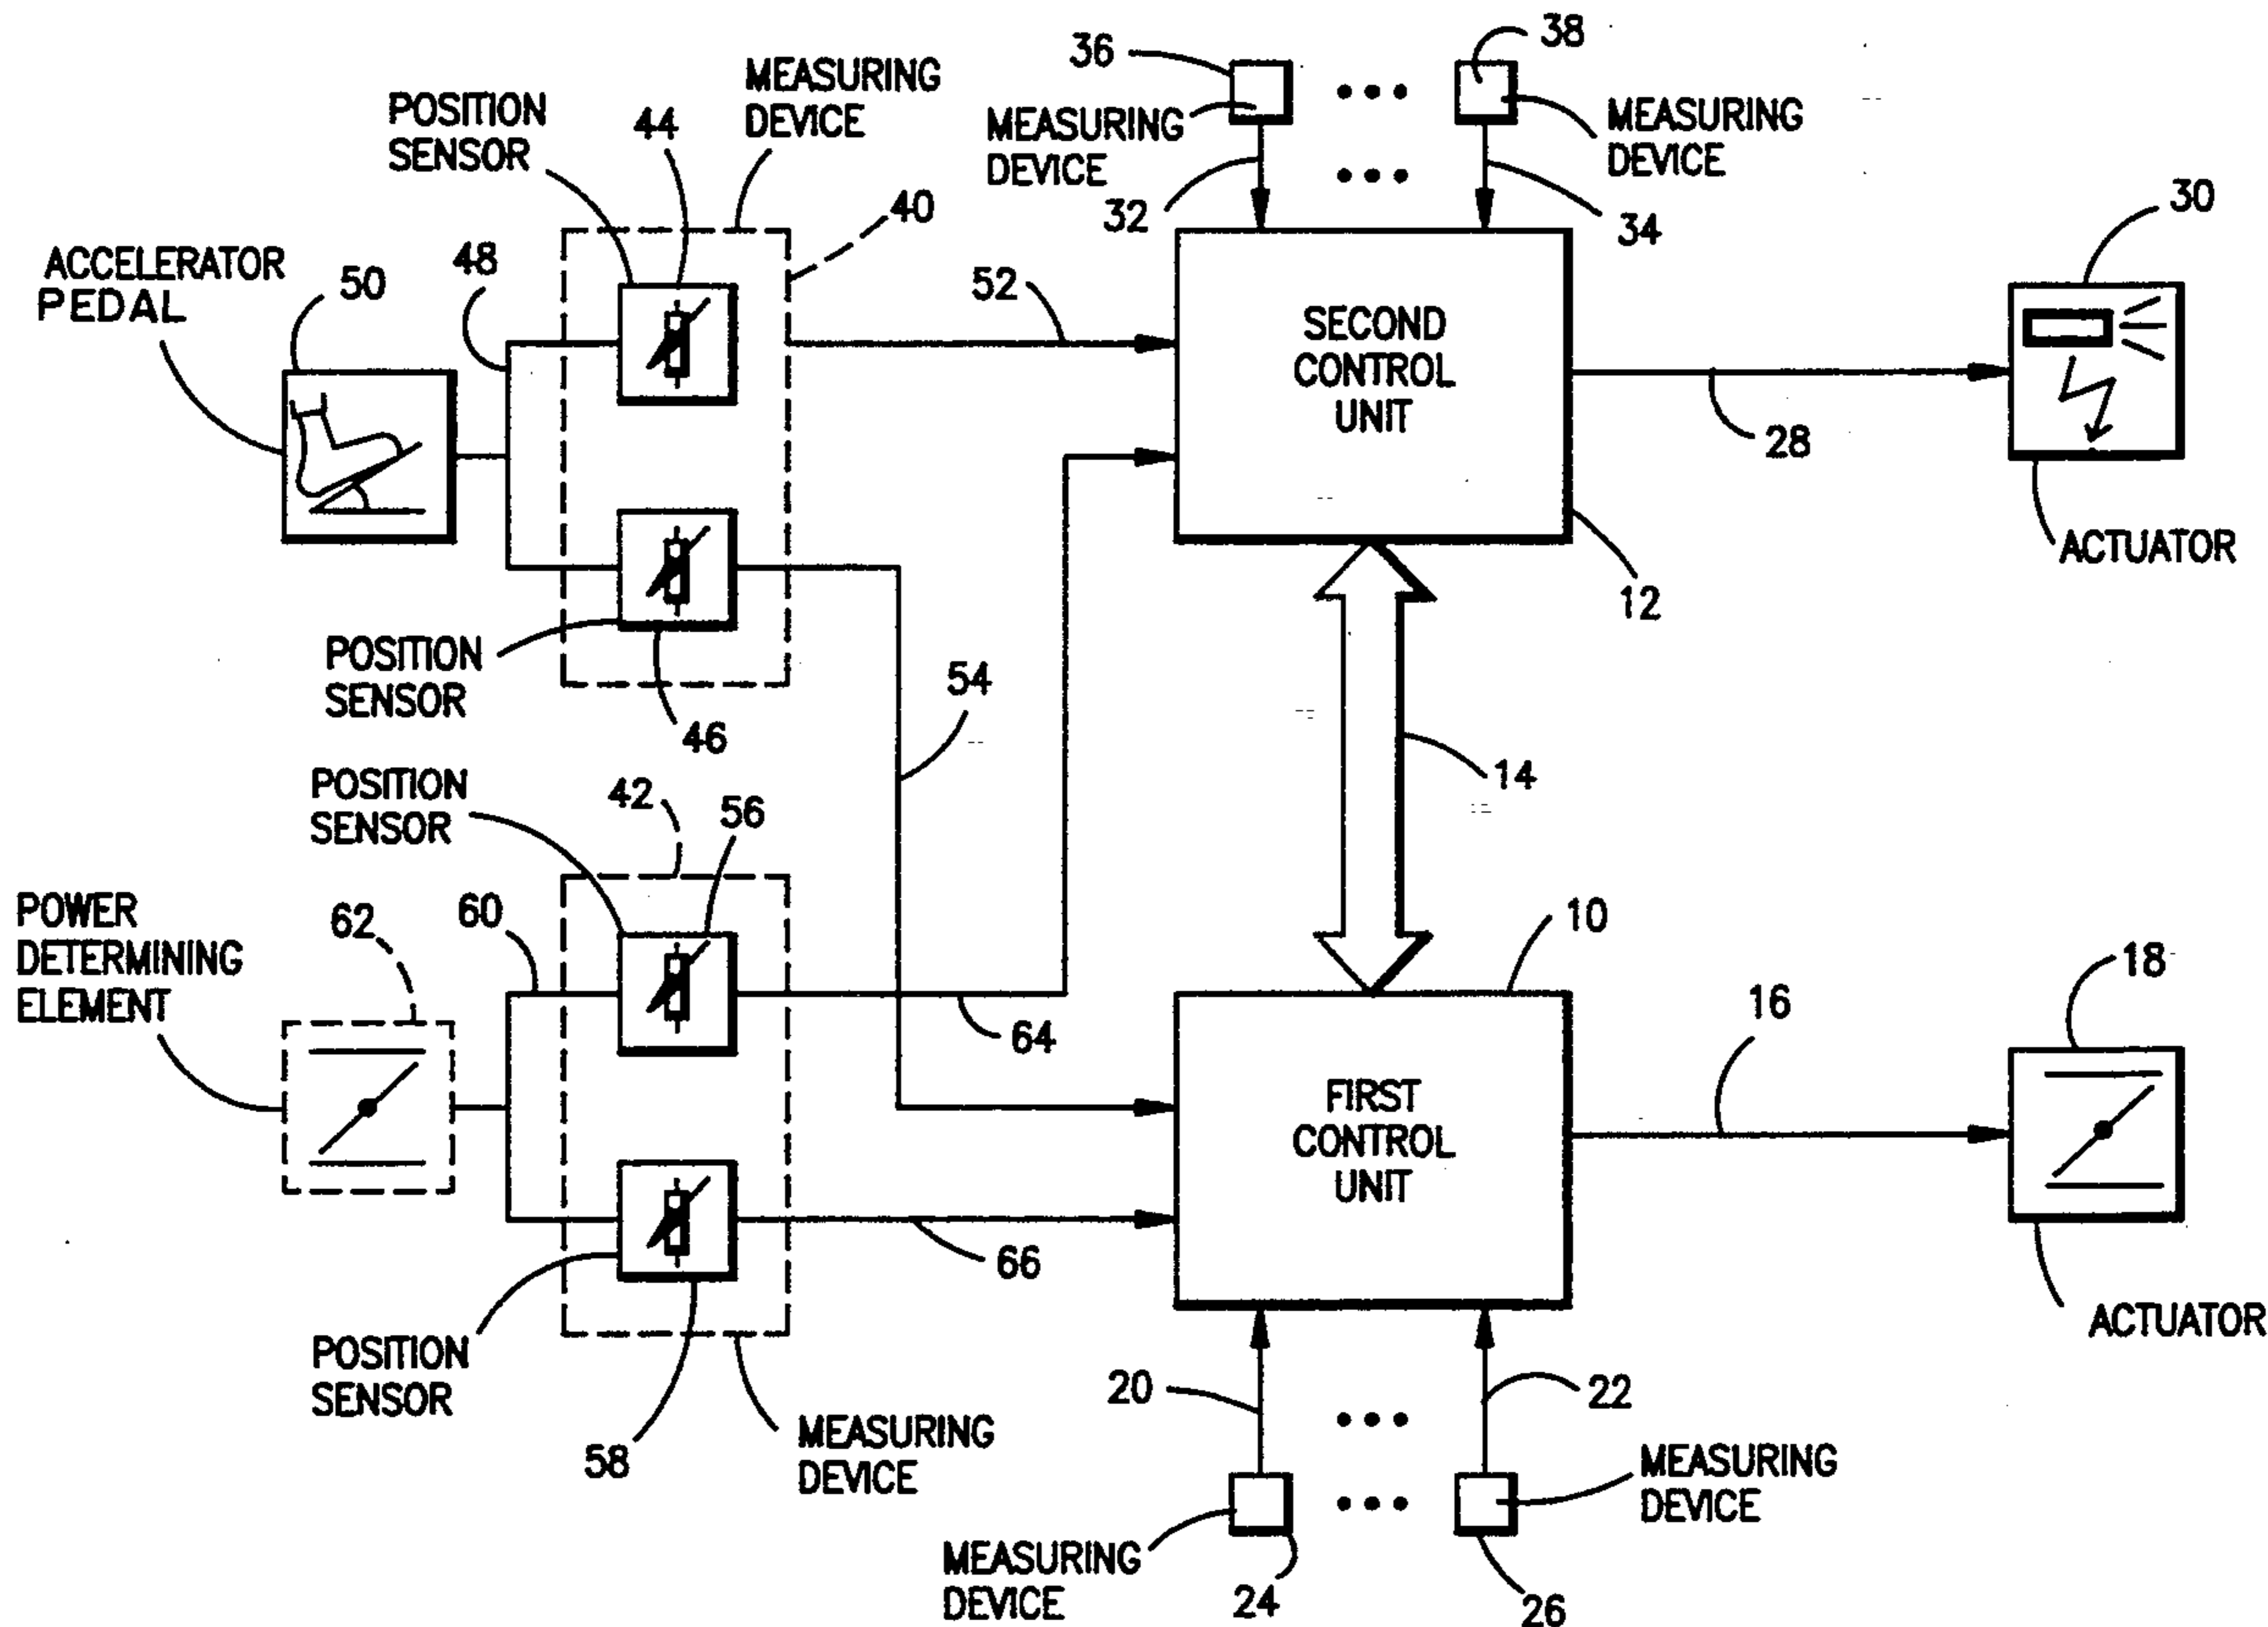 36
38
MEASURING
DEVICE
POSITION
SENSOR
44
MEASURING
DEVICE
MEASURING
DEVICE
40
32
34
30
ACCELERATOR
PEDAL
50
48
52
SECOND
CONTROL
UNIT
28
ACTUATOR
12
POSITION
SENSOR
46
54
14
POSITION
SENSOR
42
56
POWER
DETERMINING
ELEMENT
62
60
10
18
16
64
FIRST
CONTROL
UNIT
66
POSITION
SENSOR
58
MEASURING
DEVICE
20
22
ACTUATOR
MEASURING
DEVICE
MEASURING
DEVICE
24
26